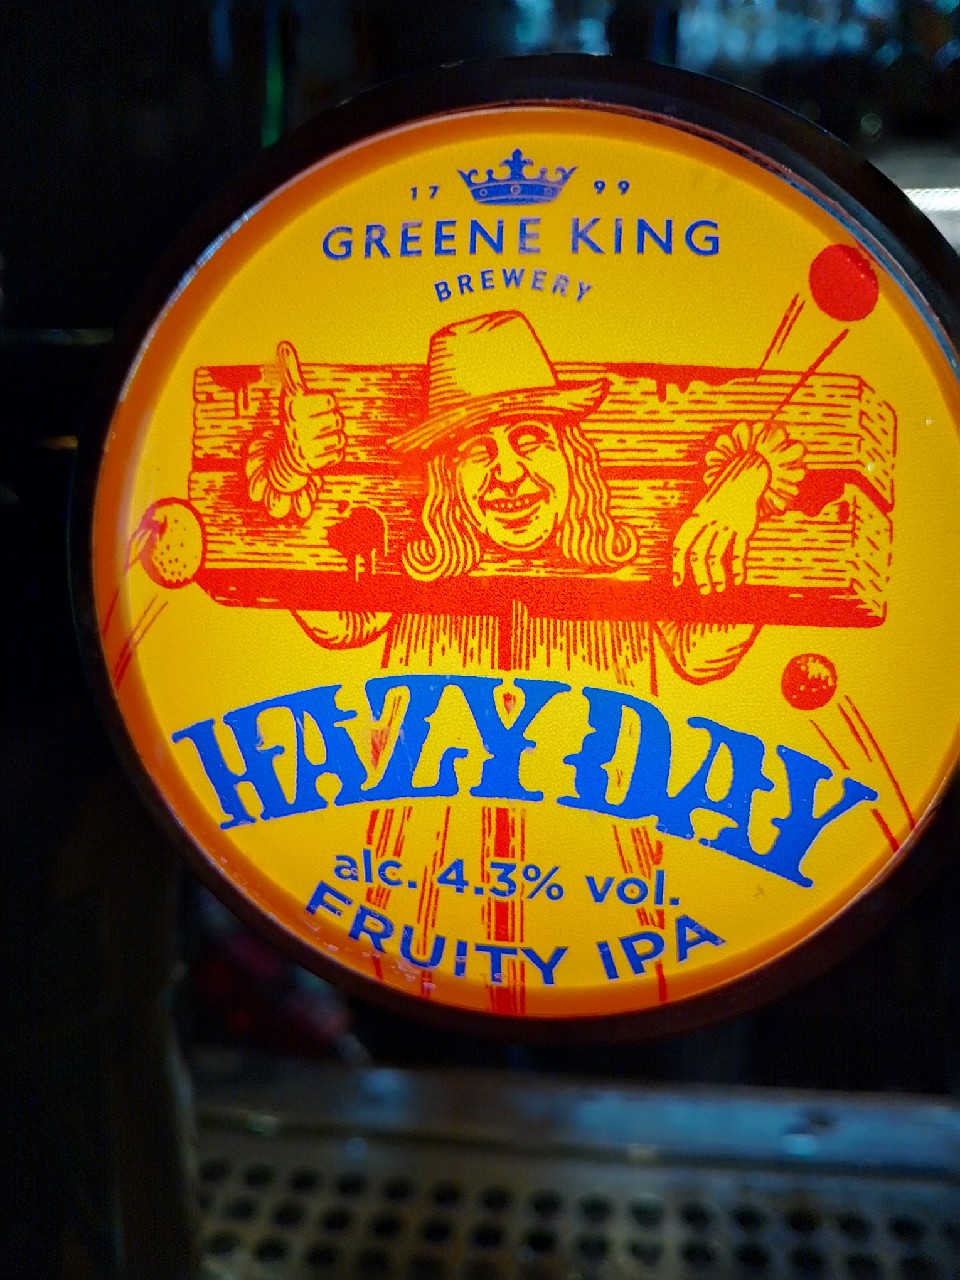 17 99
GREENE KING
BREWERY
HAZY DAY
alc. 4.3% vol.
FRUITY IPA